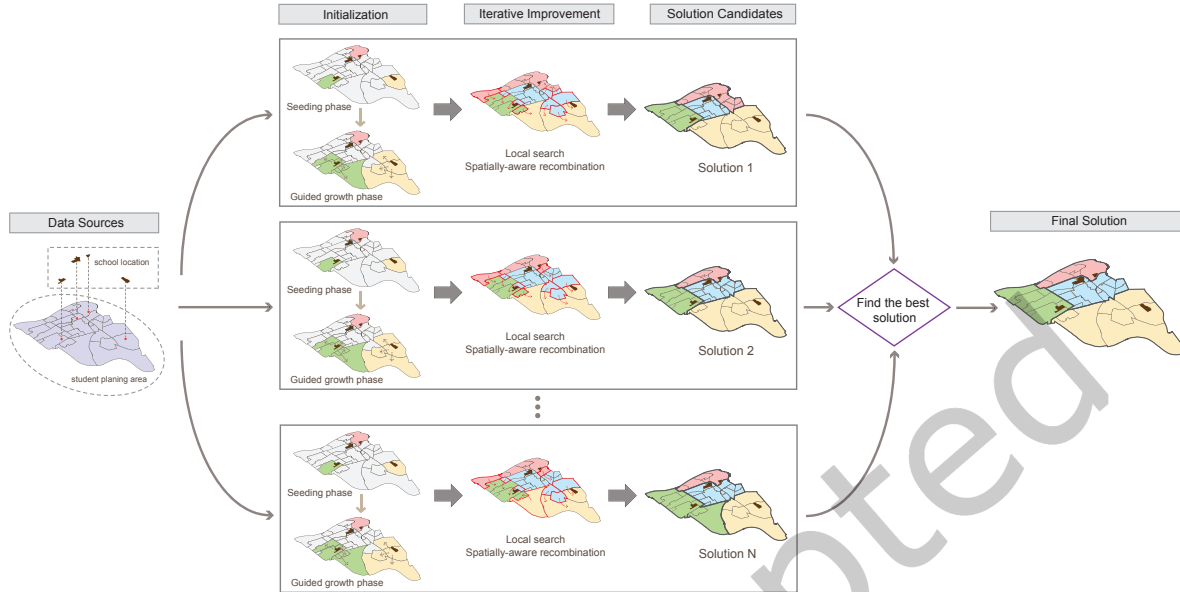 Initialization
Iterative Improvement
Solution Candidates
Seeding phase
Guided growth phase
Local search
Spatially-aware recombination
Solution 1
Data Sources
school location
student planing area
Seeding phase
Guided growth phase
Local search
Spatially-aware recombination
Solution 2
Find the best
solution
Final Solution
Seeding phase
Guided growth phase
Local search
Spatially-aware recombination
Solution N
pted